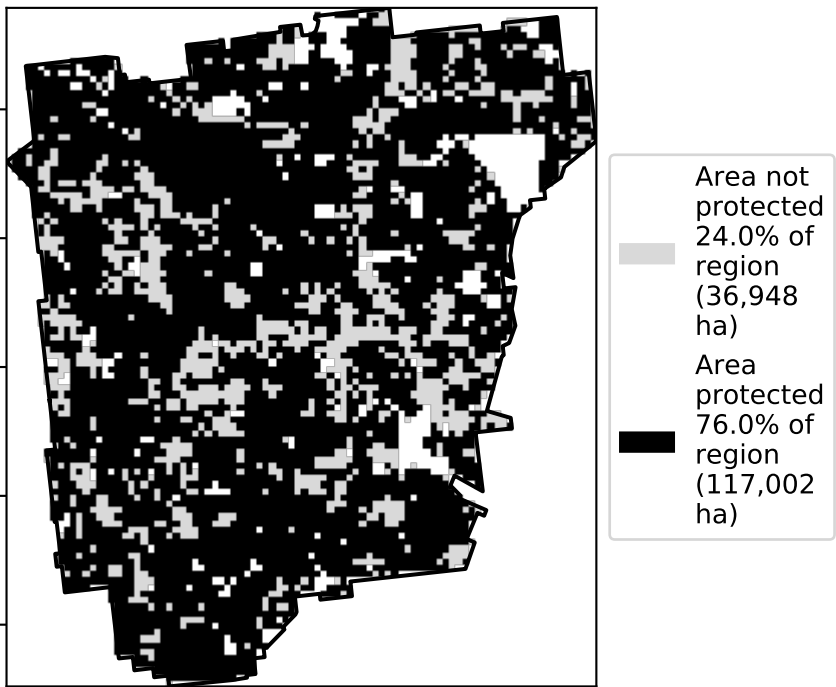 Area not
protected
24.0% of
region
(36,948
ha)
Area
protected
76.0% of
region
(117,002
ha)